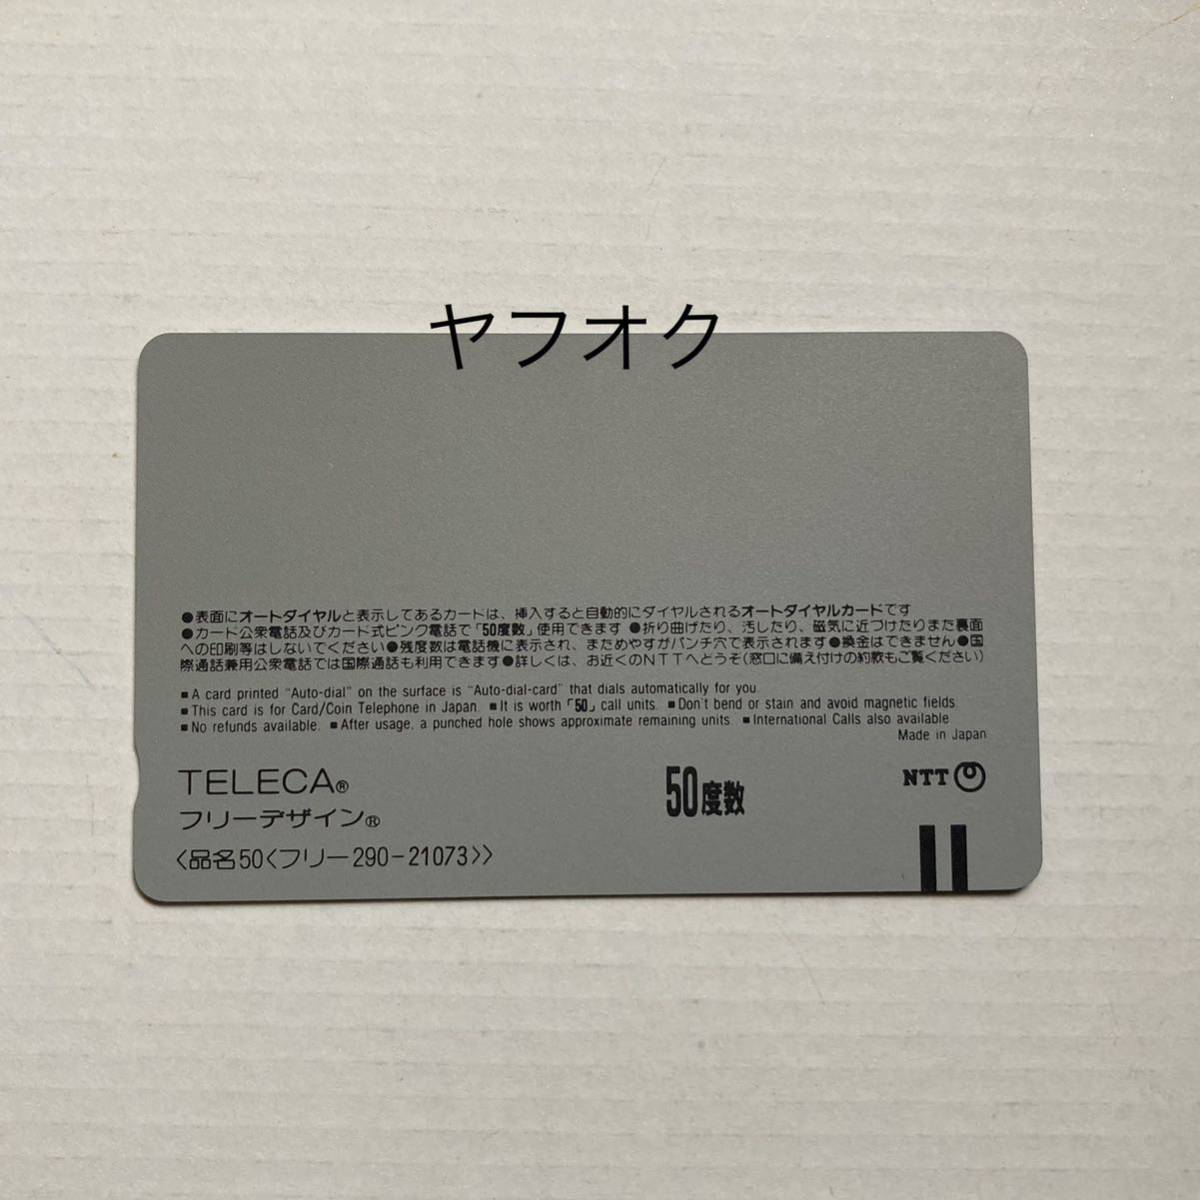 ヤフオク
●表面にオートダイヤルと表示してあるカードは、挿入すると自動的にダイヤルされるオートダイヤルカードです
●カード公衆電話及びカード式ピンク電話で「50度数」使用できます ●折り曲げたり、汚したり、磁気に近づけたりまた裏面
への印刷等はしないでください●残度数は電話機に表示され、まためやすがパンチ穴で表示されます●換金はできません●国
際通話兼用公衆電話では国際通話も利用できます●詳しくは、お近くのNTTへどうぞ(窓口に備え付けの約款もご覧ください)
■A card printed "Auto-dial" on the surface is "Auto-dial-card" that dials automatically for you.
■This card is for Card/Coin Telephone in Japan. ■It is worth「50」call units. ■Don't bend or stain and avoid magnetic fields.
■No refunds available. ■After usage, a punched hole shows approximate remaining units. ■International Calls also available
Made in Japan
TELECA®
フリーデザイン®
〈品名50〈フリー290-21073〉〉
50度数
NTT